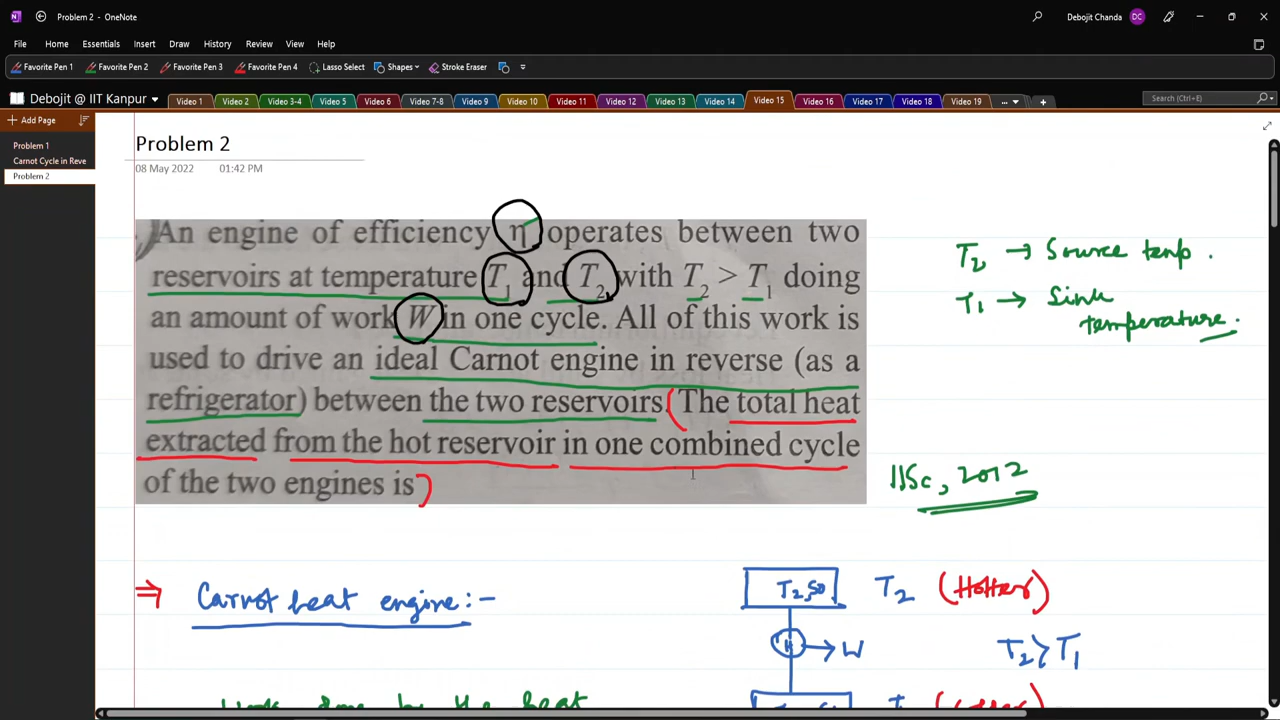 Problem 2 - OneNote
Debojit Chanda DC
File Home Essentials Insert Draw History Review View Help
Favorite Pen 1 Favorite Pen 2 Favorite Pen 3 Favorite Pen 4 Lasso Select Shapes Stroke Eraser
Debojit @ IIT Kanpur Video 1 Video 2 Video 3-4 Video 5 Video 6 Video 7-8 Video 9 Video 10 Video 11 Video 12 Video 13 Video 14 Video 15 Video 16 Video 17 Video 18 Video 19 ... + Search (Ctrl+E)
+ Add Page
Problem 1
Carnot Cycle in Reve
Problem 2
Problem 2
08 May 2022 01:42 PM
An engine of efficiency η operates between two
reservoirs at temperature T₁ and T₂, with T₂ > T₁ doing
an amount of work W in one cycle. All of this work is
used to drive an ideal Carnot engine in reverse (as a
refrigerator) between the two reservoirs. (The total heat
extracted from the hot reservoir in one combined cycle
of the two engines is)
T₂ → Source temp.
T₁ → Sink
temperature.
IISc, 2012
⇒ Carnot heat engine:-
T₂, So T₂ (Hotter)
→ W T₂ > T₁
Work done by the heat